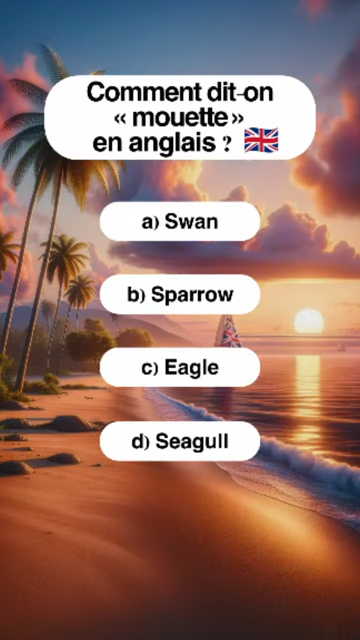 Comment dit-on
« mouette »
en anglais ? 🇬🇧
a) Swan
b) Sparrow
c) Eagle
d) Seagull